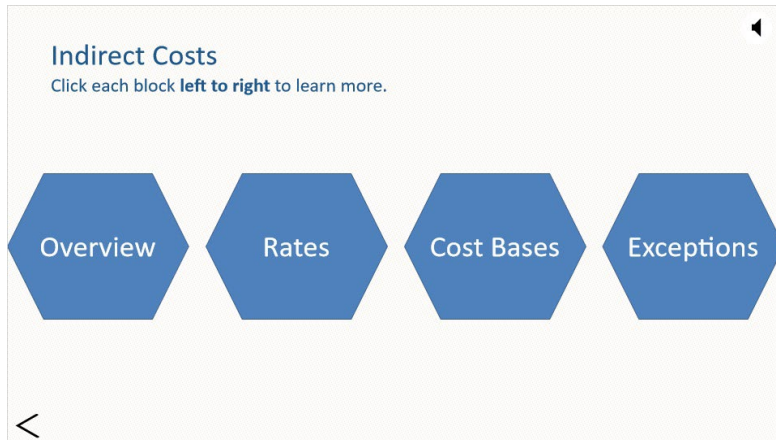 Indirect Costs
Click each block left to right to learn more.
Overview
Rates
Cost Bases
Exceptions